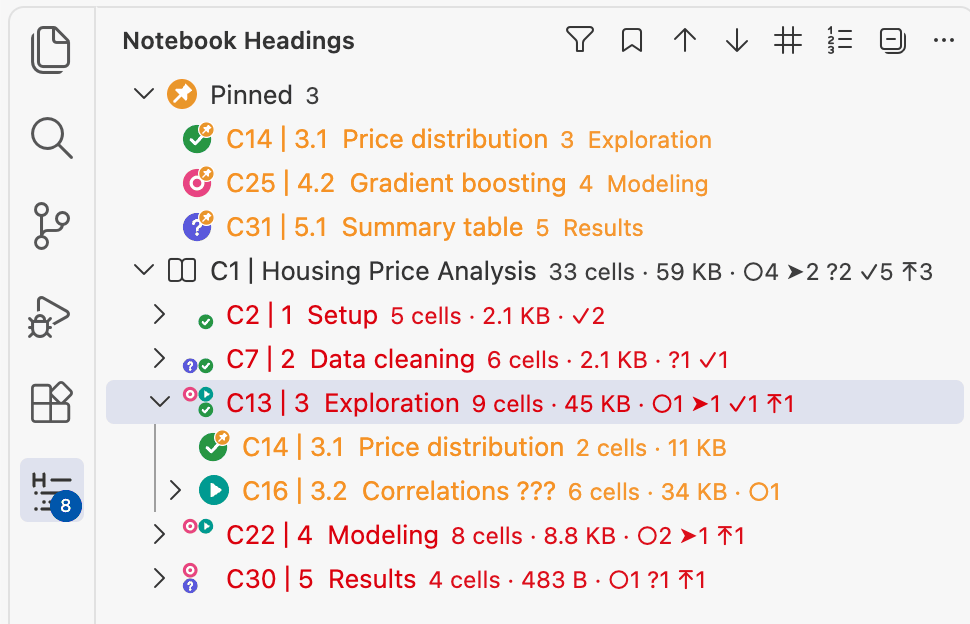 Notebook Headings
Pinned 3
C14 | 3.1 Price distribution 3 Exploration
C25 | 4.2 Gradient boosting 4 Modeling
C31 | 5.1 Summary table 5 Results
C1 | Housing Price Analysis 33 cells · 59 KB · ○4 ➤2 ?2 ✓5 ⤒3
C2 | 1 Setup 5 cells · 2.1 KB · ✓2
C7 | 2 Data cleaning 6 cells · 2.1 KB · ?1 ✓1
C13 | 3 Exploration 9 cells · 45 KB · ○1 ➤1 ✓1 ⤒1
C14 | 3.1 Price distribution 2 cells · 11 KB
C16 | 3.2 Correlations ??? 6 cells · 34 KB · ○1
C22 | 4 Modeling 8 cells · 8.8 KB · ○2 ➤1 ⤒1
C30 | 5 Results 4 cells · 483 B · ○1 ?1 ⤒1
8